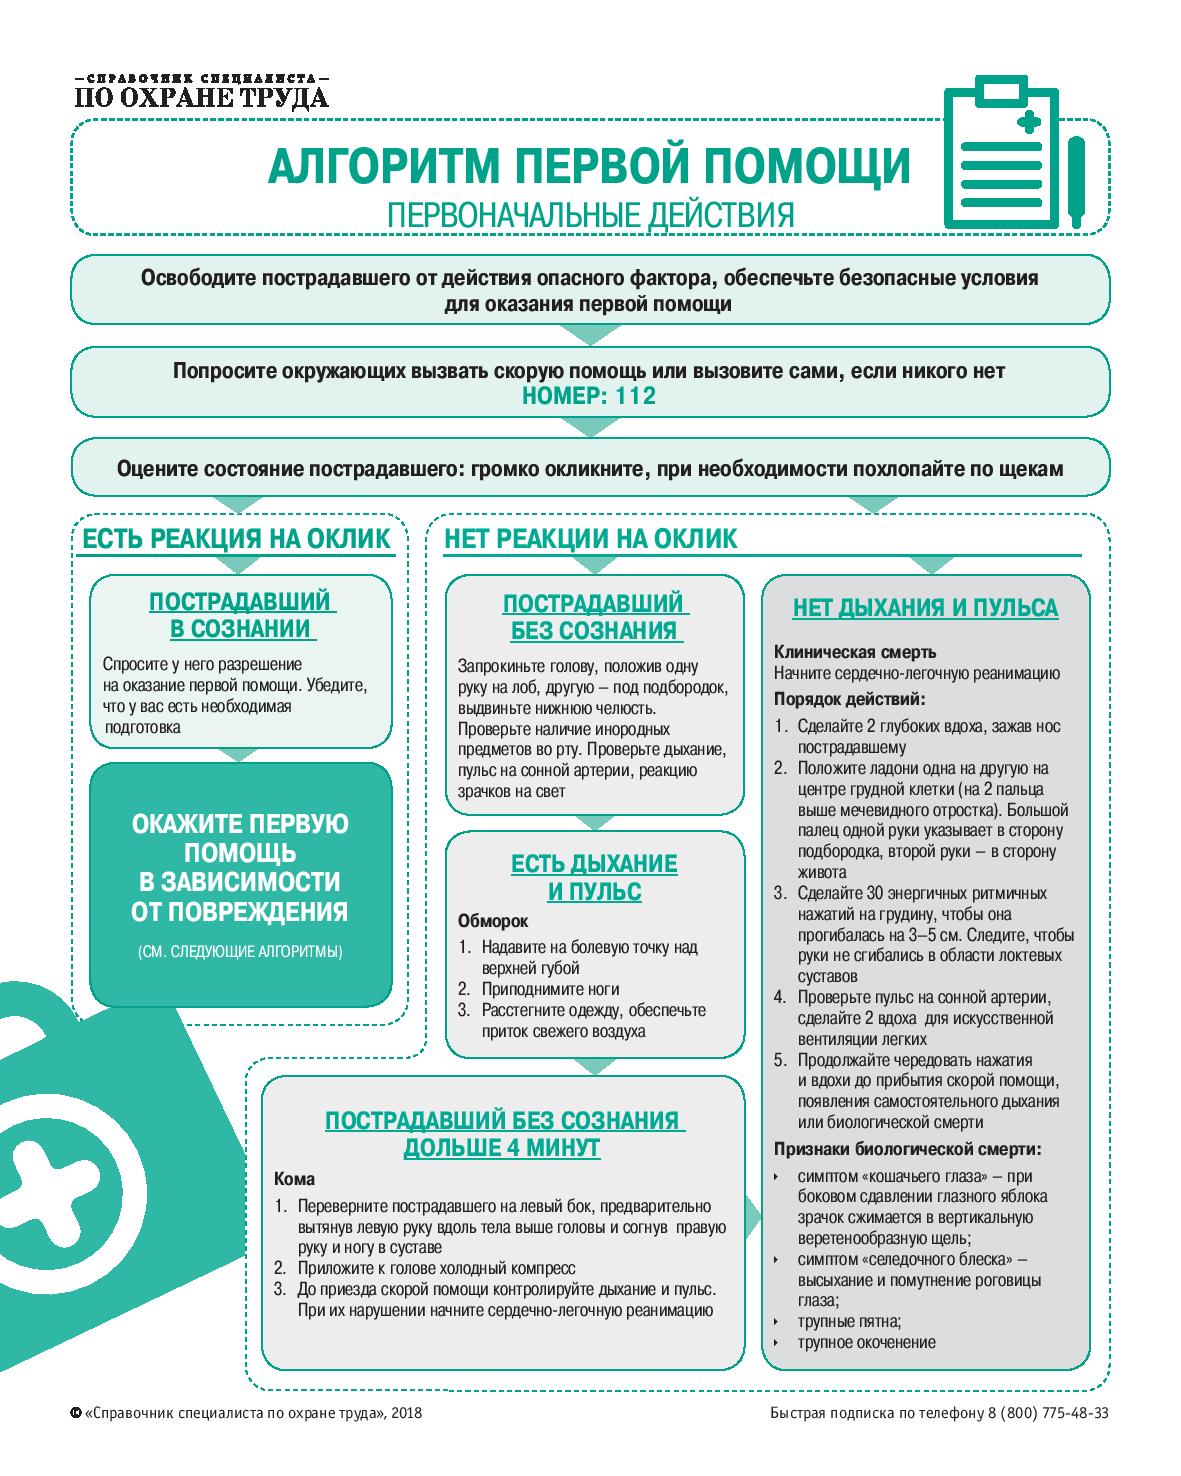 СПРАВОЧНИК СПЕЦИАЛИСТА
ПО ОХРАНЕ ТРУДА
АЛГОРИТМ ПЕРВОЙ ПОМОЩИ
ПЕРВОНАЧАЛЬНЫЕ ДЕЙСТВИЯ
Освободите пострадавшего от действия опасного фактора, обеспечьте безопасные условия
для оказания первой помощи
Попросите окружающих вызвать скорую помощь или вызовите сами, если никого нет
НОМЕР: 112
Оцените состояние пострадавшего: громко окликните, при необходимости похлопайте по щекам
ЕСТЬ РЕАКЦИЯ НА ОКЛИК
ПОСТРАДАВШИЙ
В СОЗНАНИИ
Спросите у него разрешение
на оказание первой помощи. Убедите,
что у вас есть необходимая
подготовка
ОКАЖИТЕ ПЕРВУЮ
ПОМОЩЬ
В ЗАВИСИМОСТИ
ОТ ПОВРЕЖДЕНИЯ
(СМ. СЛЕДУЮЩИЕ АЛГОРИТМЫ)
НЕТ РЕАКЦИИ НА ОКЛИК
ПОСТРАДАВШИЙ
БЕЗ СОЗНАНИЯ
Запрокиньте голову, положив одну
руку на лоб, другую – под подбородок,
выдвиньте нижнюю челюсть.
Проверьте наличие инородных
предметов во рту. Проверьте дыхание,
пульс на сонной артерии, реакцию
зрачков на свет
ЕСТЬ ДЫХАНИЕ
И ПУЛЬС
Обморок
1. Надавите на болевую точку над
верхней губой
2. Приподнимите ноги
3. Расстегните одежду, обеспечьте
приток свежего воздуха
ПОСТРАДАВШИЙ БЕЗ СОЗНАНИЯ
ДОЛЬШЕ 4 МИНУТ
Кома
1. Переверните пострадавшего на левый бок, предварительно
вытянув левую руку вдоль тела выше головы и согнув правую
руку и ногу в суставе
2. Приложите к голове холодный компресс
3. До приезда скорой помощи контролируйте дыхание и пульс.
При их нарушении начните сердечно-легочную реанимацию
НЕТ ДЫХАНИЯ И ПУЛЬСА
Клиническая смерть
Начните сердечно-легочную реанимацию
Порядок действий:
1. Сделайте 2 глубоких вдоха, зажав нос
пострадавшему
2. Положите ладони одна на другую на
центре грудной клетки (на 2 пальца
выше мечевидного отростка). Большой
палец одной руки указывает в сторону
подбородка, второй руки – в сторону
живота
3. Сделайте 30 энергичных ритмичных
нажатий на грудину, чтобы она
прогибалась на 3–5 см. Следите, чтобы
руки не сгибались в области локтевых
суставов
4. Проверьте пульс на сонной артерии,
сделайте 2 вдоха для искусственной
вентиляции легких
5. Продолжайте чередовать нажатия
и вдохи до прибытия скорой помощи,
появления самостоятельного дыхания
или биологической смерти
Признаки биологической смерти:
‣ симптом «кошачьего глаза» – при
боковом сдавлении глазного яблока
зрачок сжимается в вертикальную
веретенообразную щель;
‣ симптом «селедочного блеска» –
высыхание и помутнение роговицы
глаза;
‣ трупные пятна;
‣ трупное окоченение
«Справочник специалиста по охране труда», 2018
Быстрая подписка по телефону 8 (800) 775-48-33